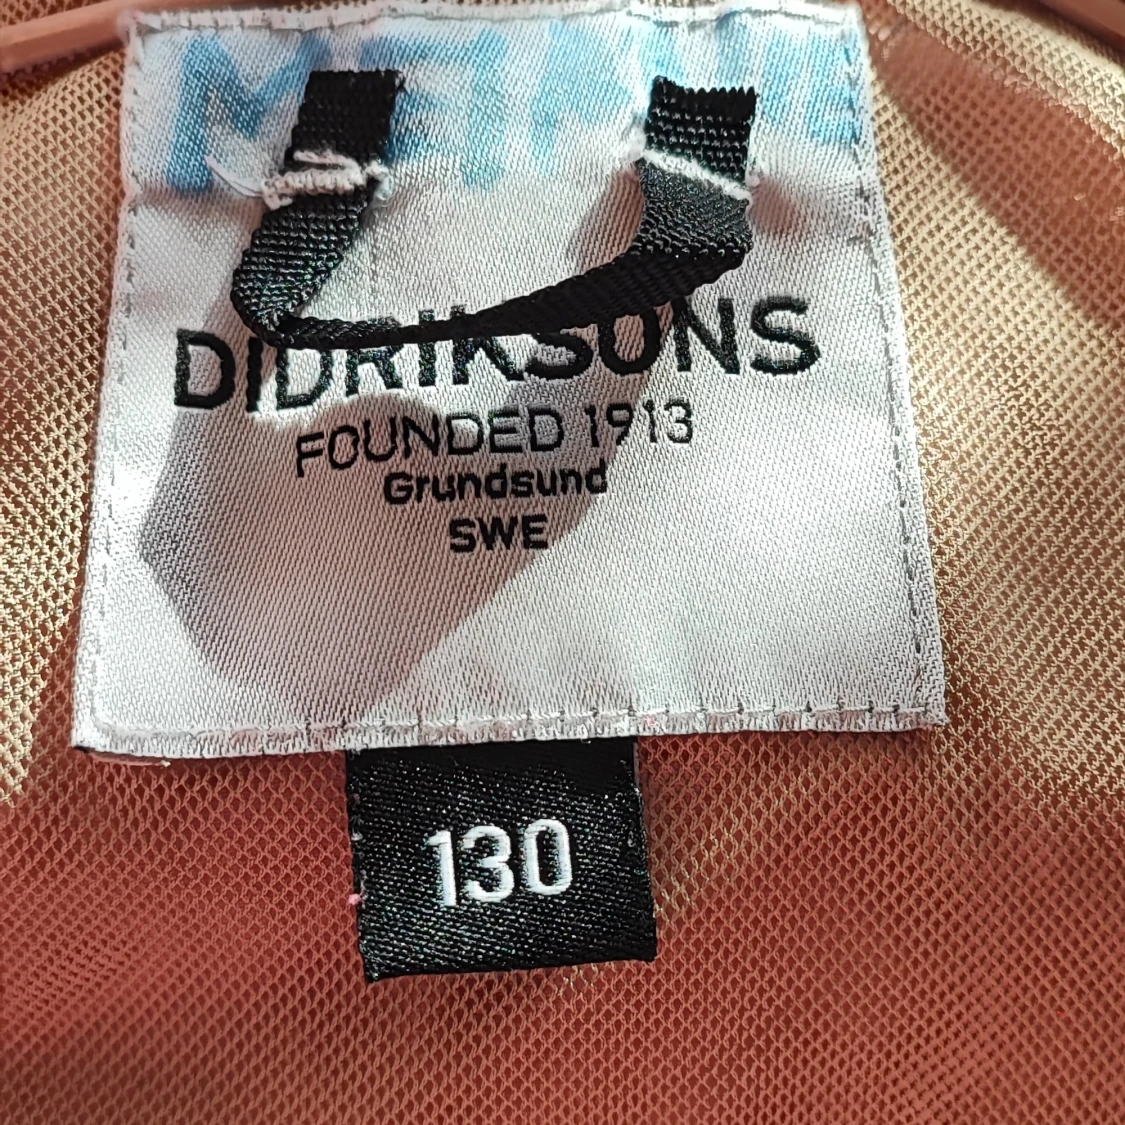 DIDRIKSONS
FOUNDED 1913
Grundsund
SWE
130